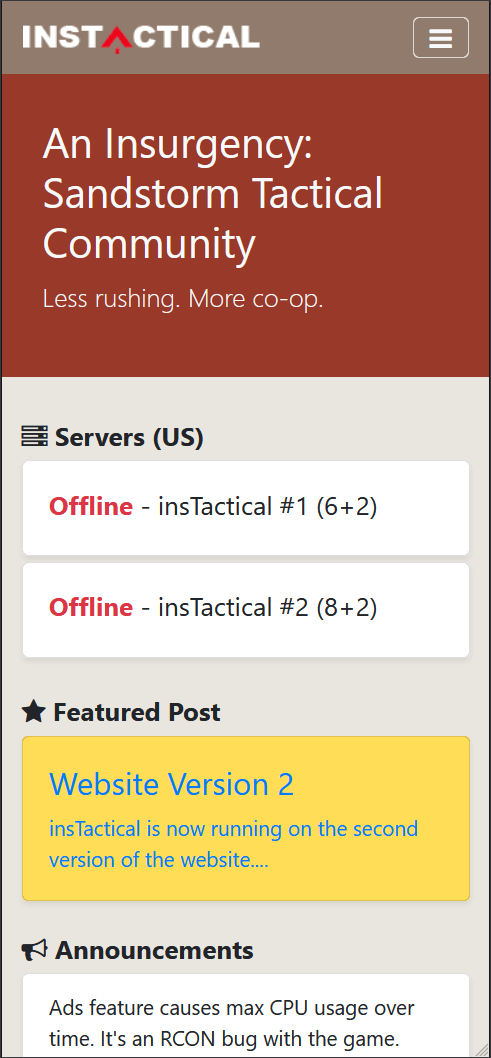 INSTACTICAL
An Insurgency:
Sandstorm Tactical
Community
Less rushing. More co-op.
Servers (US)
Offline - insTactical #1 (6+2)
Offline - insTactical #2 (8+2)
Featured Post
Website Version 2
insTactical is now running on the second
version of the website....
Announcements
Ads feature causes max CPU usage over
time. It's an RCON bug with the game.